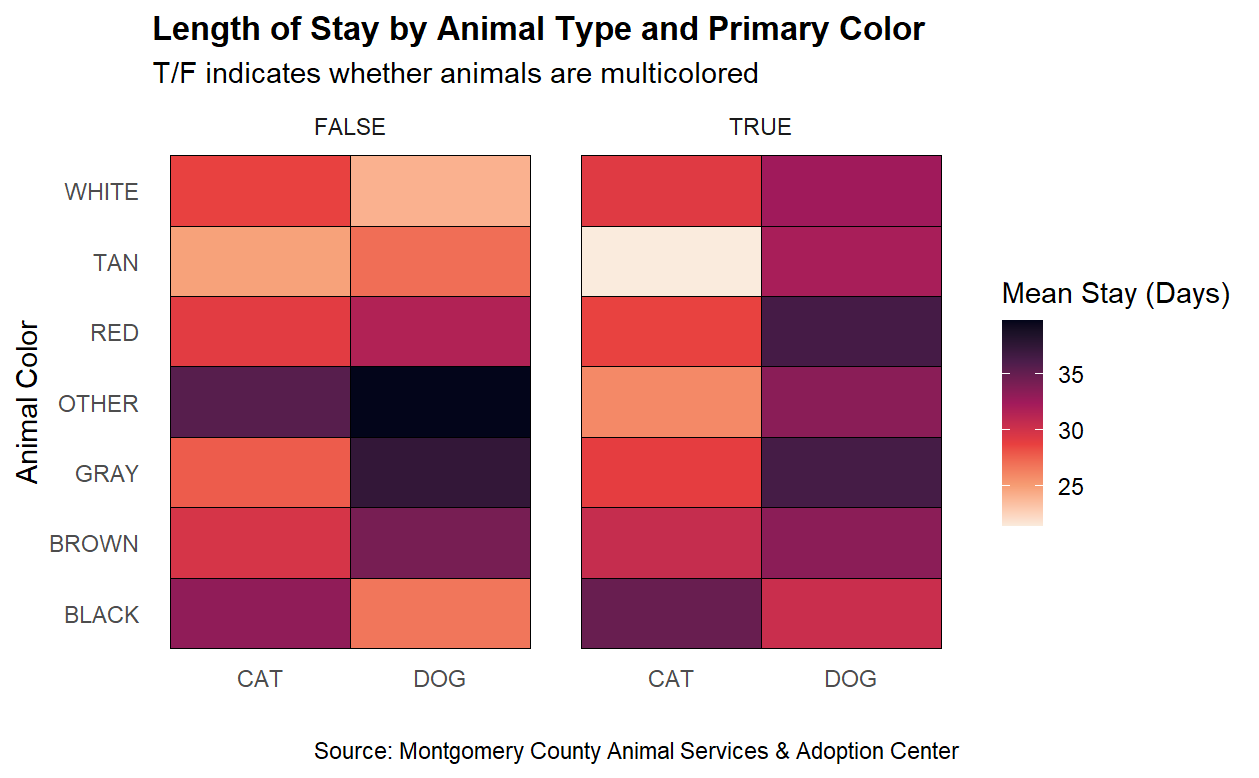 Length of Stay by Animal Type and Primary Color
T/F indicates whether animals are multicolored
FALSE
TRUE
Animal Color
WHITE
TAN
RED
OTHER
GRAY
BROWN
BLACK
CAT
DOG
CAT
DOG
Mean Stay (Days)
35
30
25
Source: Montgomery County Animal Services & Adoption Center